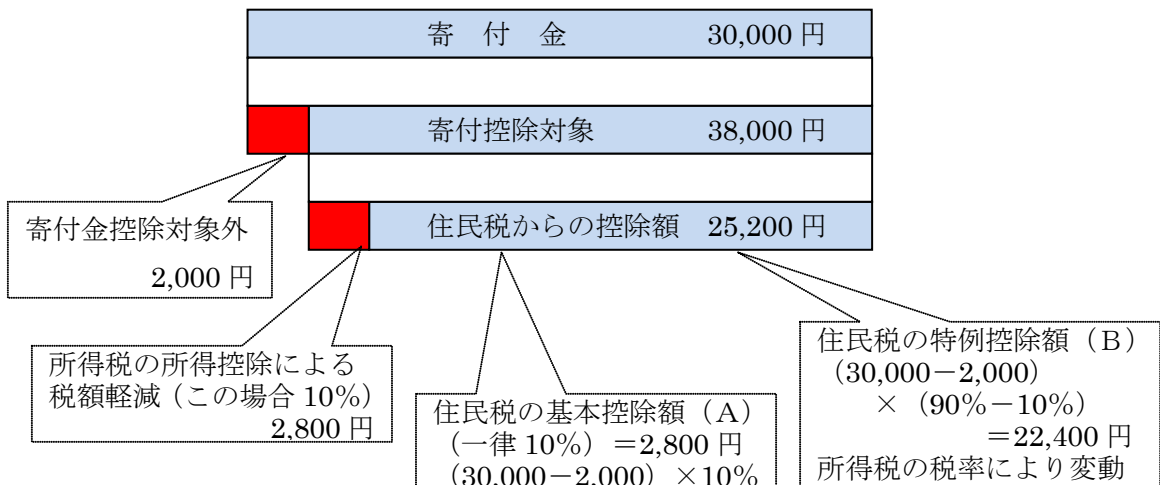 寄 付 金 30,000 円
寄付控除対象 38,000 円
住民税からの控除額 25,200 円
寄付金控除対象外
2,000 円
所得税の所得控除による
税額軽減（この場合 10%）
2,800 円
住民税の基本控除額（A）
（一律 10%）＝2,800 円
(30,000－2,000）×10%
住民税の特例控除額（B）
（30,000－2,000）
×（90%－10%）
＝22,400 円
所得税の税率により変動